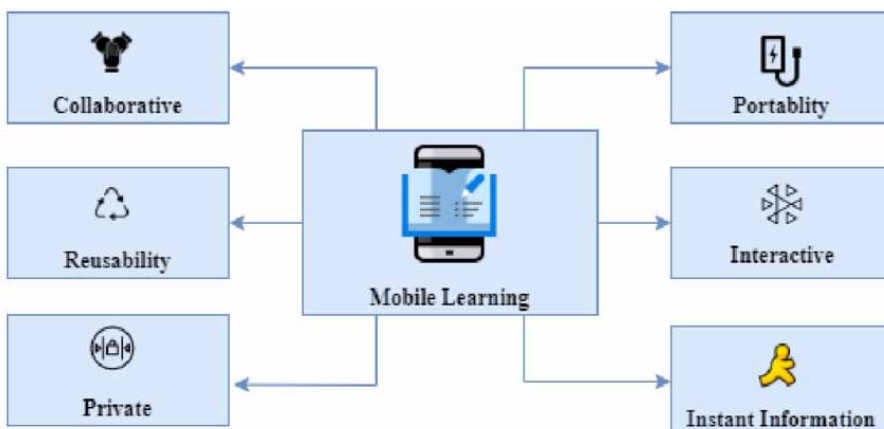 Collaborative
Portablity
Reusability
Mobile Learning
Interactive
Private
Instant Information